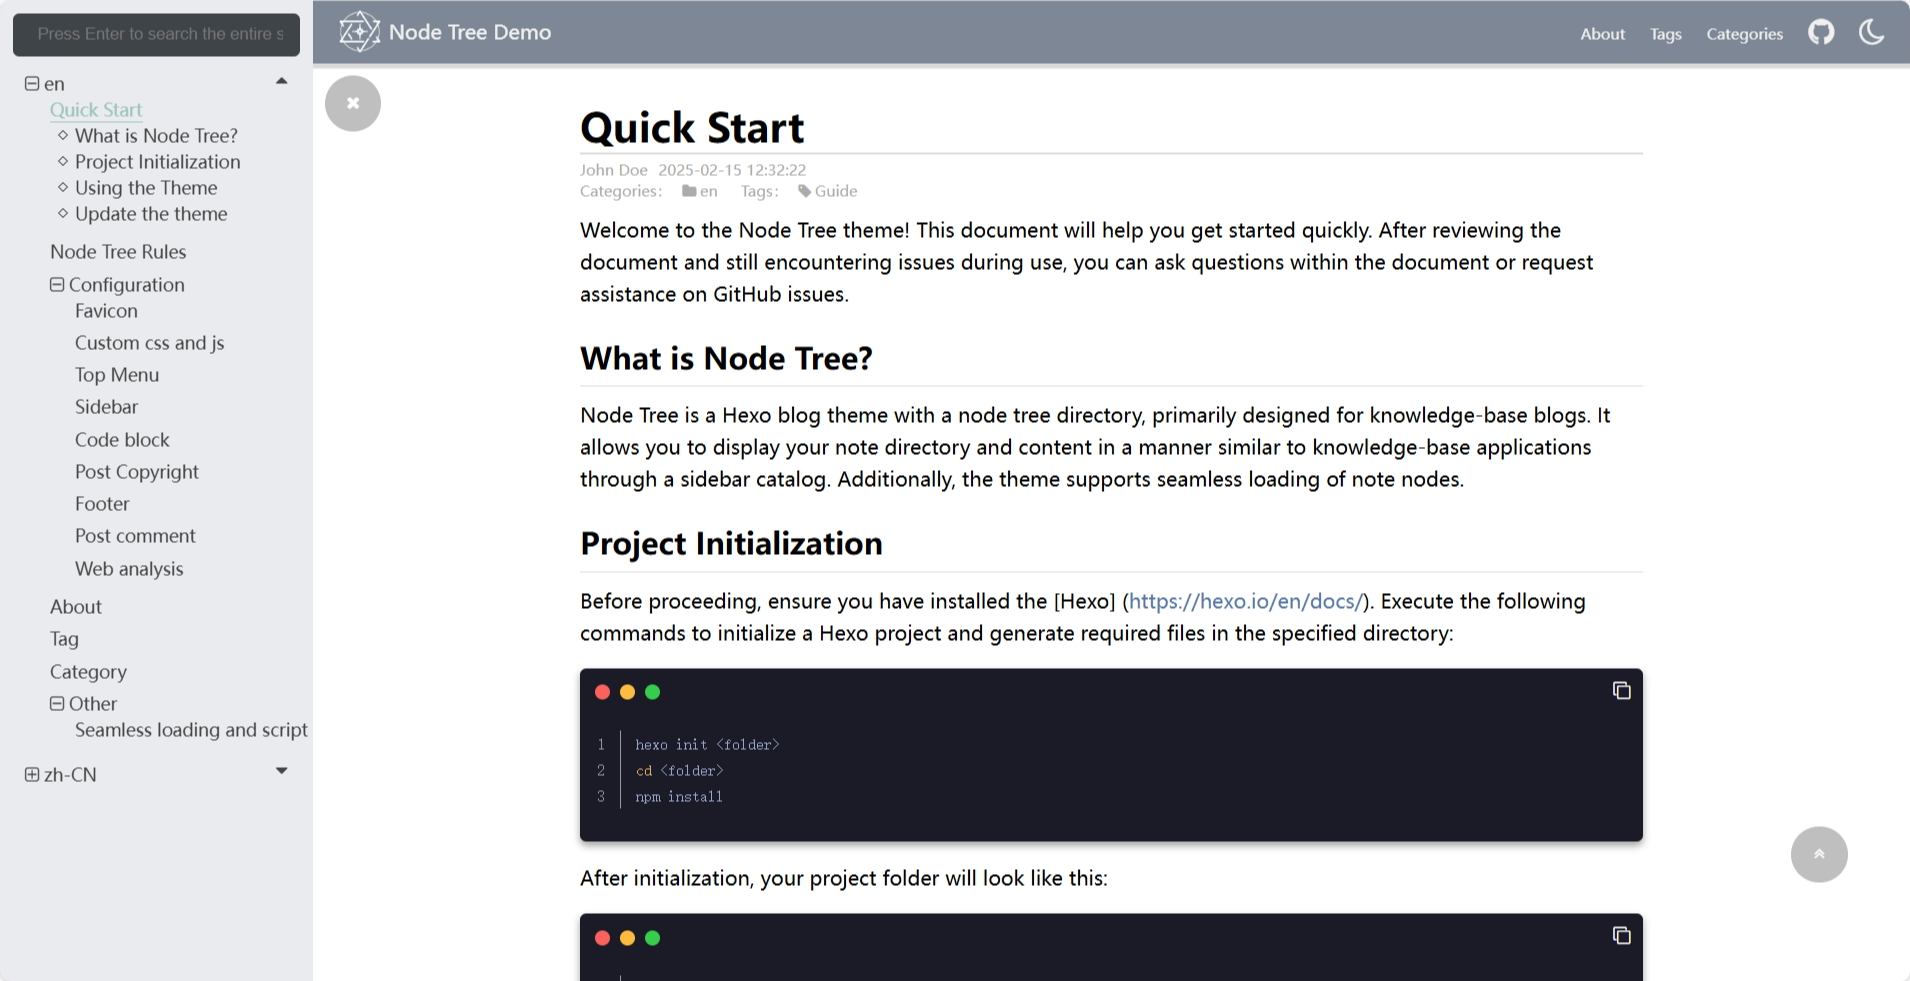 Press Enter to search the entire s
en
Quick Start
What is Node Tree?
Project Initialization
Using the Theme
Update the theme
Node Tree Rules
Configuration
Favicon
Custom css and js
Top Menu
Sidebar
Code block
Post Copyright
Footer
Post comment
Web analysis
About
Tag
Category
Other
Seamless loading and script
zh-CN
Node Tree Demo
About Tags Categories
Quick Start
John Doe 2025-02-15 12:32:22
Categories: en Tags: Guide
Welcome to the Node Tree theme! This document will help you get started quickly. After reviewing the
document and still encountering issues during use, you can ask questions within the document or request
assistance on GitHub issues.
What is Node Tree?
Node Tree is a Hexo blog theme with a node tree directory, primarily designed for knowledge-base blogs. It
allows you to display your note directory and content in a manner similar to knowledge-base applications
through a sidebar catalog. Additionally, the theme supports seamless loading of note nodes.
Project Initialization
Before proceeding, ensure you have installed the [Hexo] (https://hexo.io/en/docs/). Execute the following
commands to initialize a Hexo project and generate required files in the specified directory:
1 hexo init <folder>
2 cd <folder>
3 npm install
After initialization, your project folder will look like this: